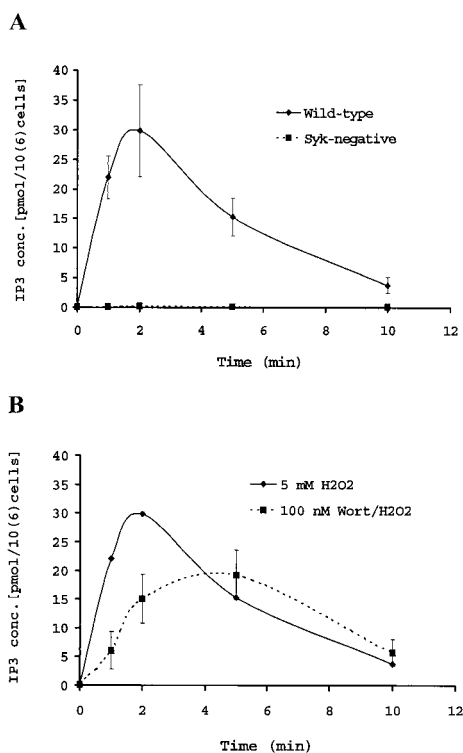 A
IP3 conc.[pmol/10(6)cells]
40
35
30
25
20
15
10
5
0
Wild-type
Syk-negative
0 2 4 6 8 10 12
Time (min)
B
IP3 conc.[pmol/10(6)cells]
40
35
30
25
20
15
10
5
0
5 mM H2O2
100 nM Wort/H2O2
0 2 4 6 8 10 12
Time (min)